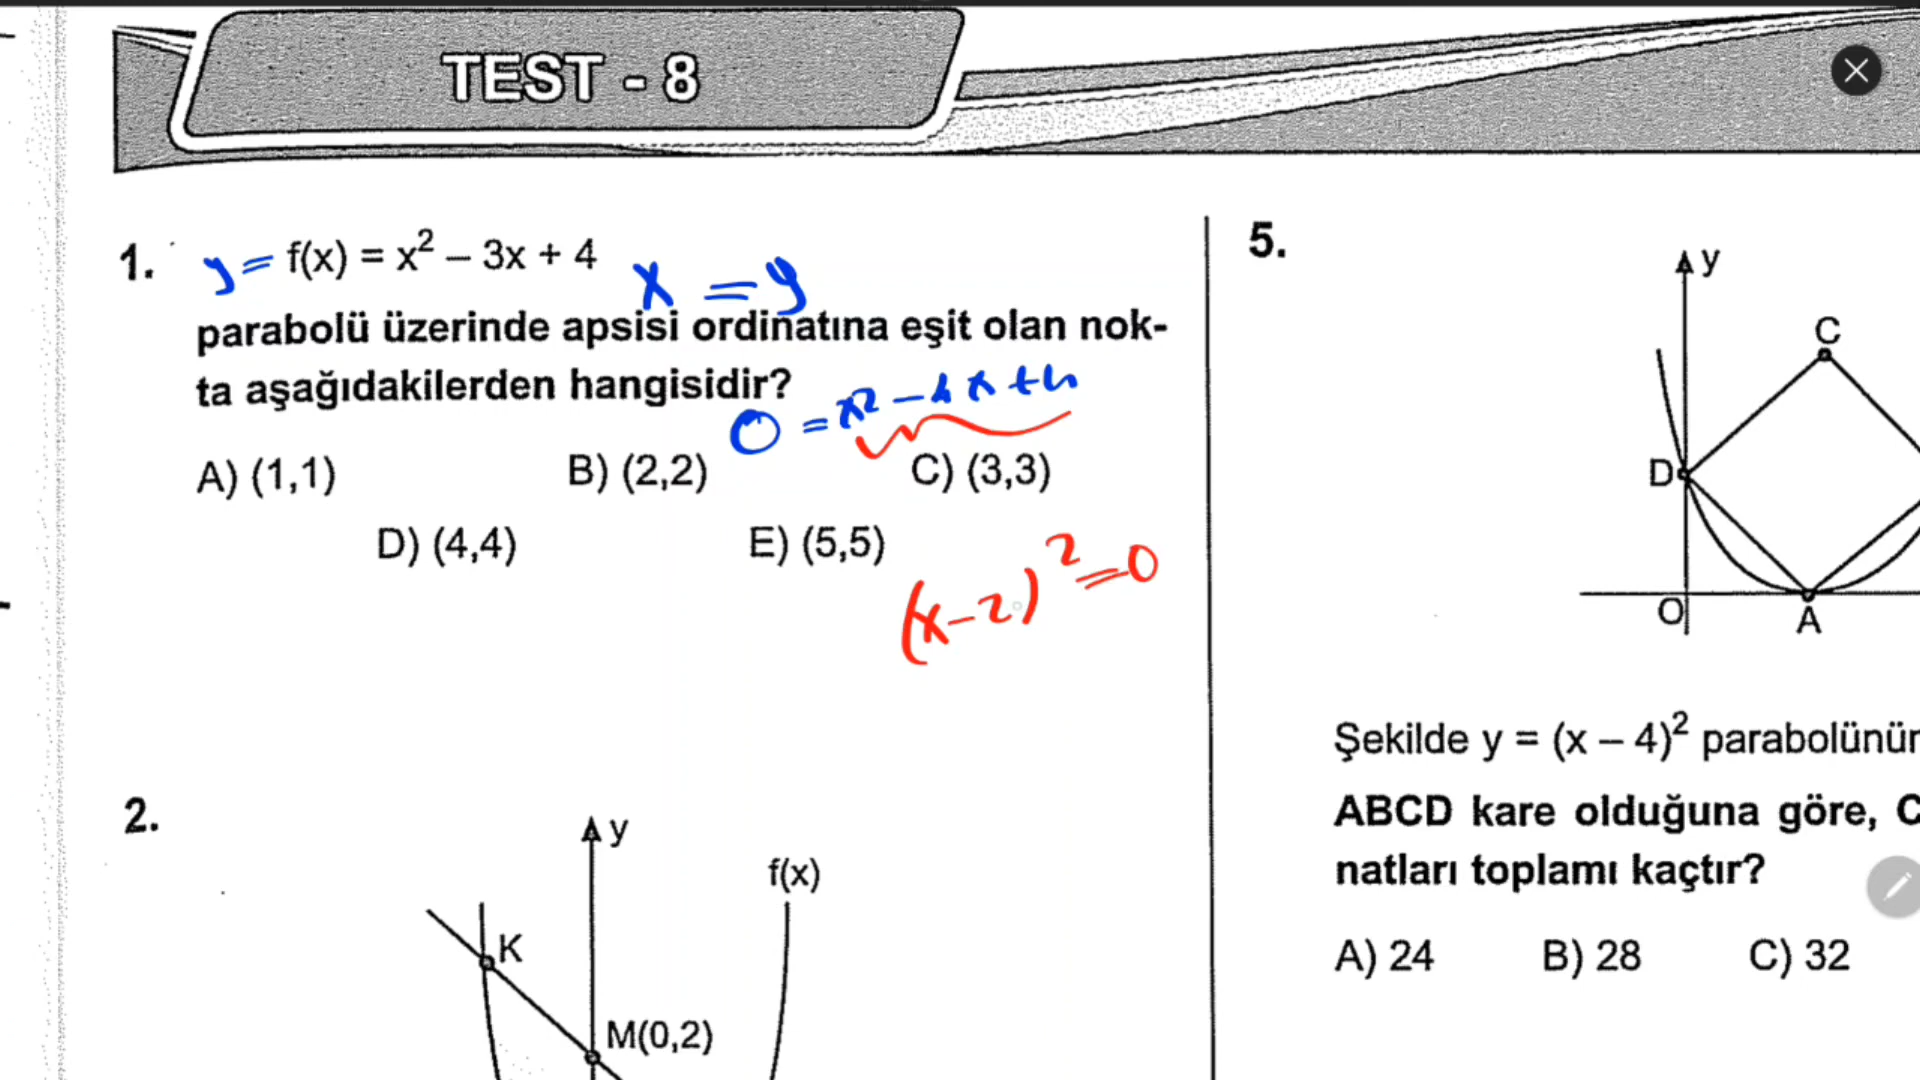 TEST - 8
1. y = f(x) = x² – 3x + 4
x = y
parabolü üzerinde apsisi ordinatına eşit olan nok-
ta aşağıdakilerden hangisidir?
0 = x² – 4x + 4
A) (1,1) B) (2,2) C) (3,3)
D) (4,4) E) (5,5)
(x – 2)² = 0
2.
y
f(x)
K
M(0,2)
5.
y
C
D
O
A
Şekilde y = (x – 4)² parabolünün
ABCD kare olduğuna göre, C
natları toplamı kaçtır?
A) 24 B) 28 C) 32